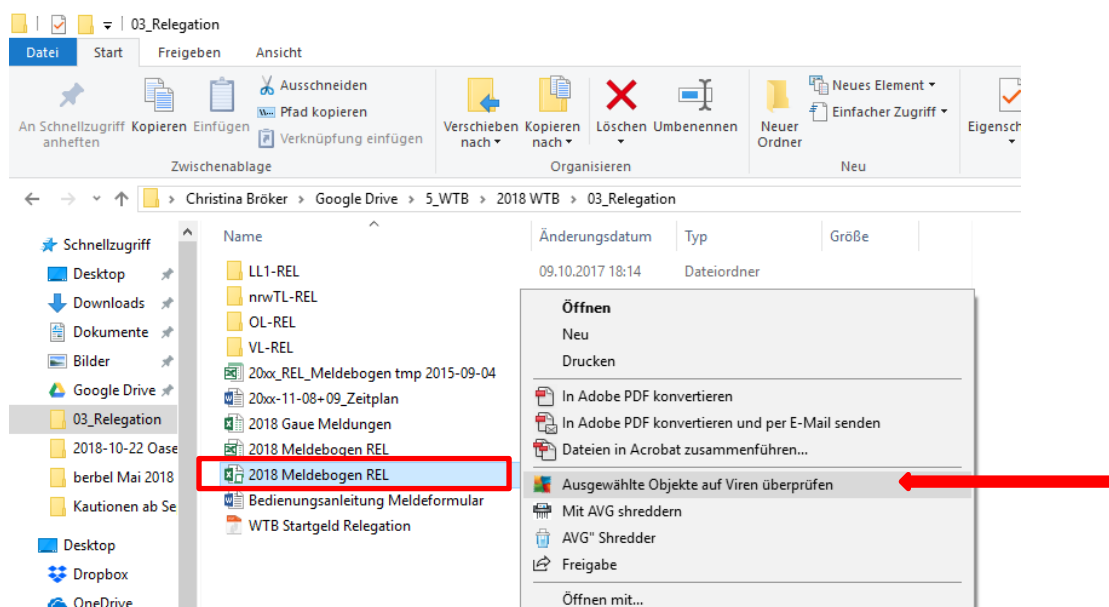 03_Relegation
Datei Start Freigeben Ansicht
An Schnellzugriff anheften
Kopieren
Einfügen
Ausschneiden
Pfad kopieren
Verknüpfung einfügen
Verschieben nach
Kopieren nach
Löschen
Umbenennen
Neuer Ordner
Neues Element
Einfacher Zugriff
Eigensch
Zwischenablage Organisieren Neu
Christina Bröker > Google Drive > 5_WTB > 2018 WTB > 03_Relegation
Schnellzugriff
Desktop
Downloads
Dokumente
Bilder
Google Drive
03_Relegation
2018-10-22 Oase
berbel Mai 2018
Kautionen ab Se
Desktop
Dropbox
OneDrive
Name Änderungsdatum Typ Größe
LL1-REL 09.10.2017 18:14 Dateiordner
nrwTL-REL
OL-REL
VL-REL
20xx_REL_Meldebogen tmp 2015-09-04
20xx-11-08+09_Zeitplan
2018 Gaue Meldungen
2018 Meldebogen REL
2018 Meldebogen REL
Bedienungsanleitung Meldeformular
WTB Startgeld Relegation
Öffnen
Neu
Drucken
In Adobe PDF konvertieren
In Adobe PDF konvertieren und per E-Mail senden
Dateien in Acrobat zusammenführen...
Ausgewählte Objekte auf Viren überprüfen
Mit AVG shreddern
AVG" Shredder
Freigabe
Öffnen mit...